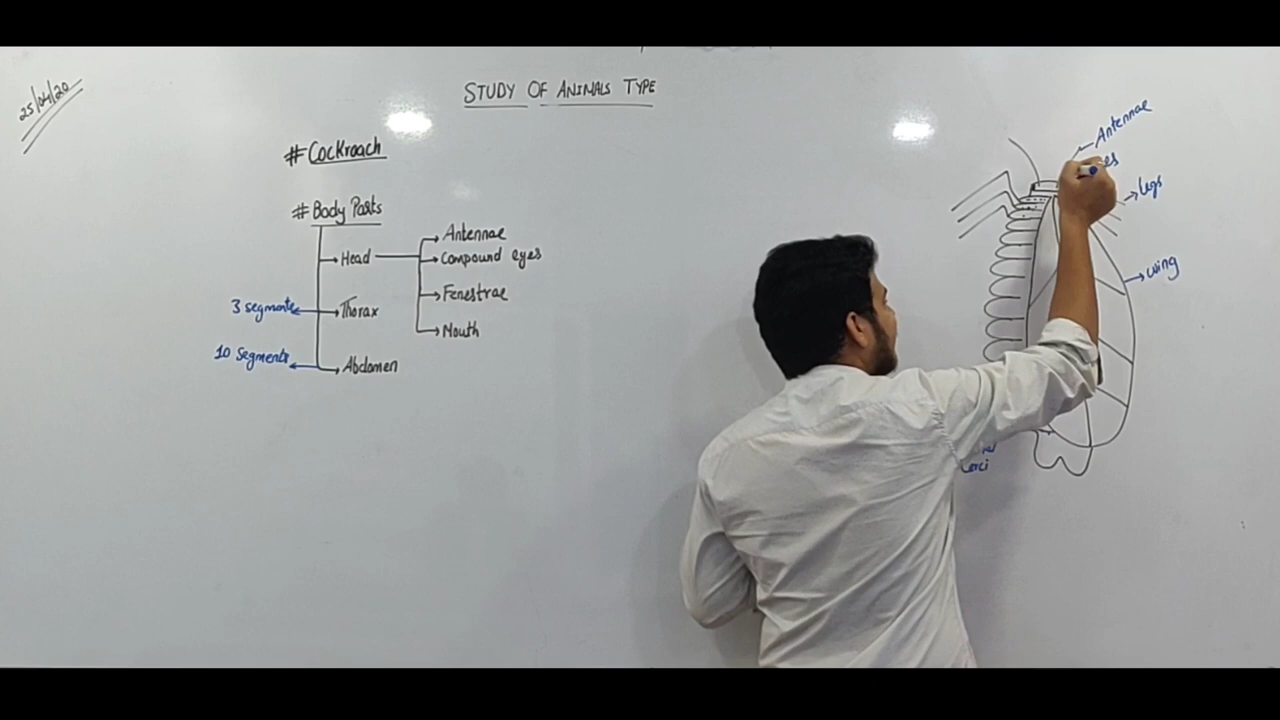 25/04/20
STUDY OF ANIMALS TYPE
# Cockroach
# Body Parts
Head
Antennae
Compound eyes
Fenestrae
Mouth
3 segments
Thorax
10 Segments
Abdomen
Antennae
legs
wing
cerci